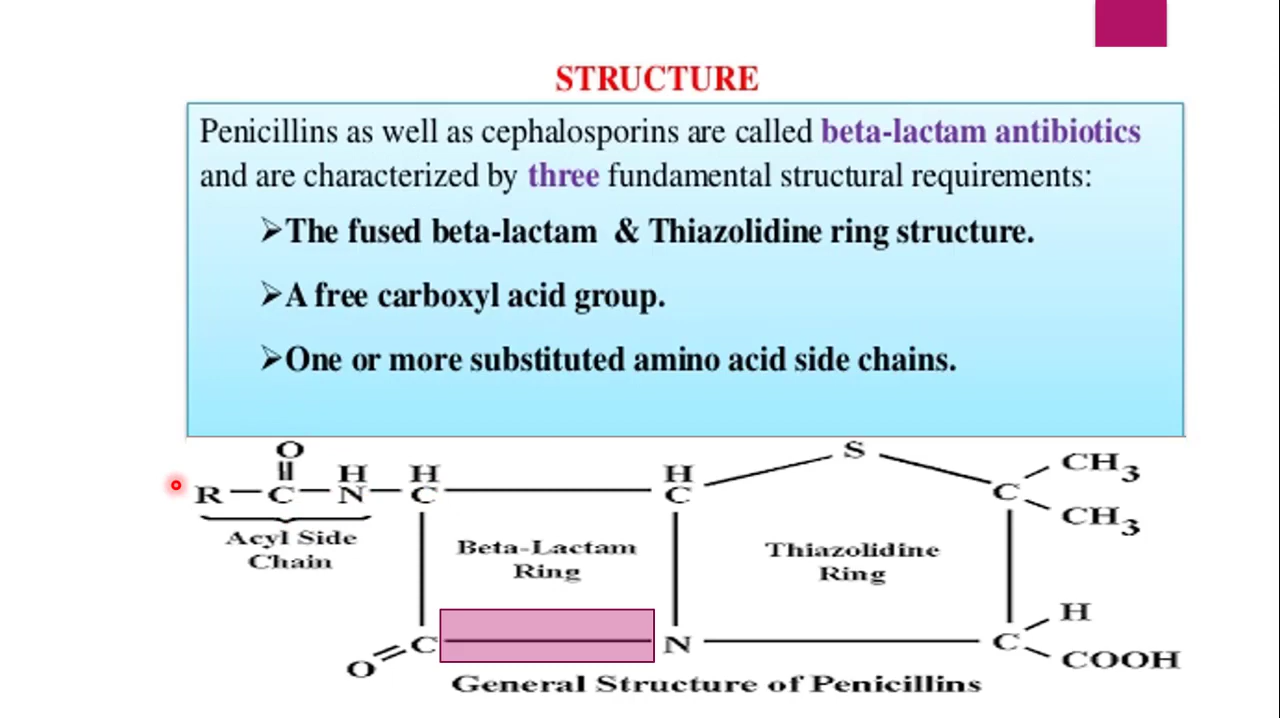 STRUCTURE
Penicillins as well as cephalosporins are called beta-lactam antibiotics
and are characterized by three fundamental structural requirements:
➢The fused beta-lactam & Thiazolidine ring structure.
➢A free carboxyl acid group.
➢One or more substituted amino acid side chains.
O S
H H H CH3
R C N C C C
CH3
Acyl Side
Chain
Beta-Lactam
Ring
Thiazolidine
Ring
H
C N C
O COOH
General Structure of Penicillins